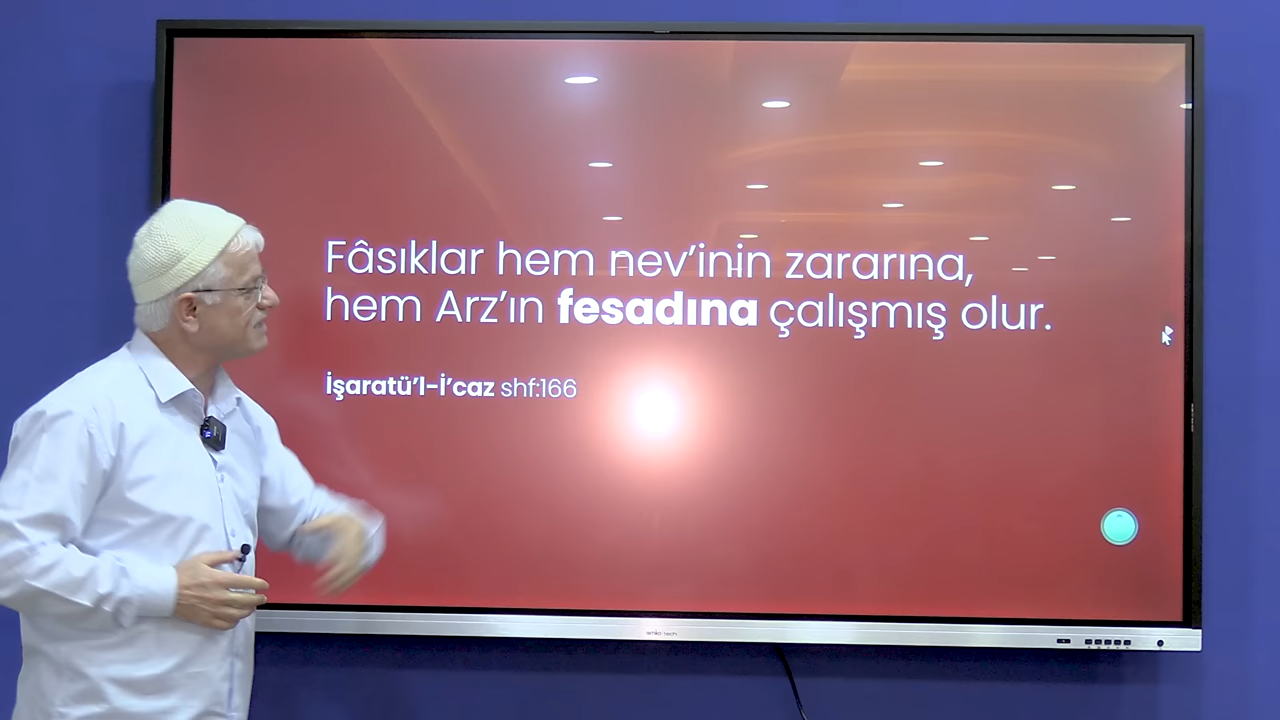 Fâsıklar hem nev’inin zararına,
hem Arz’ın fesadına çalışmış olur.
İşaratü’l-İ’caz shf:166